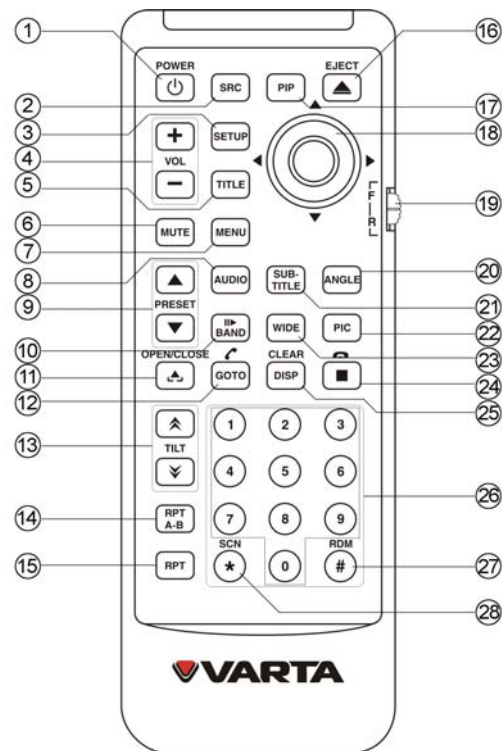 1 POWER EJECT 16
2 SRC PIP 17
3 + SETUP 18
4 VOL
5 − TITLE F 19
6 MUTE R
7 MENU
8 AUDIO SUB-TITLE ANGLE 20
9 PRESET 21
10 BAND WIDE PIC 22
OPEN/CLOSE CLEAR 23
11 GOTO DISP 24
12 25
13 TILT 1 2 3
4 5 6 26
14 RPT A-B 7 8 9
SCN RDM
15 RPT * 0 # 27
28
VARTA